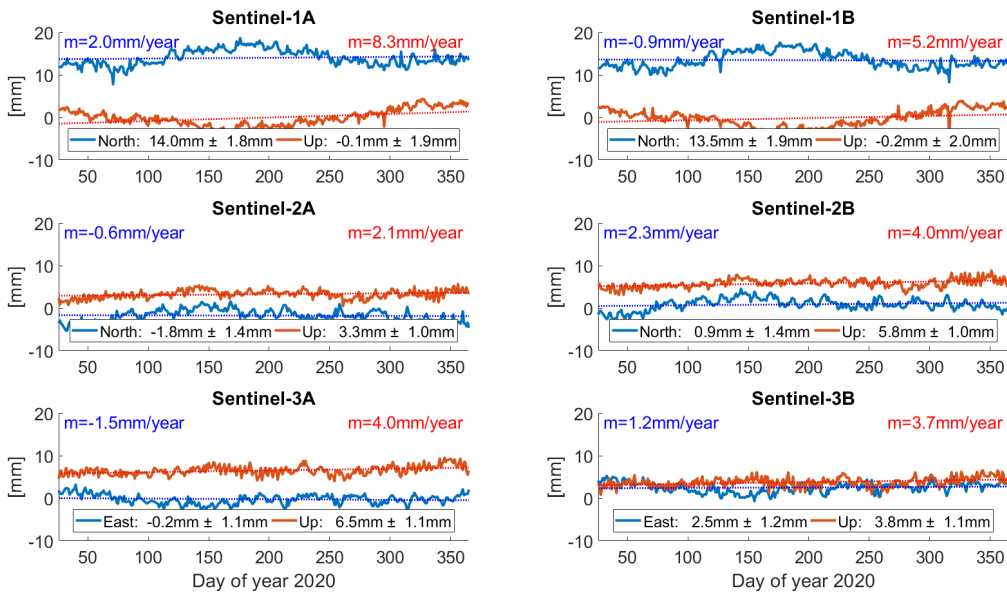 Sentinel-1A
m=2.0mm/year
m=8.3mm/year
20
10
0
-10
[mm]
North: 14.0mm ± 1.8mm
Up: -0.1mm ± 1.9mm
50 100 150 200 250 300 350
Sentinel-1B
m=-0.9mm/year
m=5.2mm/year
20
10
0
-10
[mm]
North: 13.5mm ± 1.9mm
Up: -0.2mm ± 2.0mm
50 100 150 200 250 300 350
Sentinel-2A
m=-0.6mm/year
m=2.1mm/year
20
10
0
-10
[mm]
North: -1.8mm ± 1.4mm
Up: 3.3mm ± 1.0mm
50 100 150 200 250 300 350
Sentinel-2B
m=2.3mm/year
m=4.0mm/year
20
10
0
-10
[mm]
North: 0.9mm ± 1.4mm
Up: 5.8mm ± 1.0mm
50 100 150 200 250 300 350
Sentinel-3A
m=-1.5mm/year
m=4.0mm/year
20
10
0
-10
[mm]
East: -0.2mm ± 1.1mm
Up: 6.5mm ± 1.1mm
50 100 150 200 250 300 350
Day of year 2020
Sentinel-3B
m=1.2mm/year
m=3.7mm/year
20
10
0
-10
[mm]
East: 2.5mm ± 1.2mm
Up: 3.8mm ± 1.1mm
50 100 150 200 250 300 350
Day of year 2020